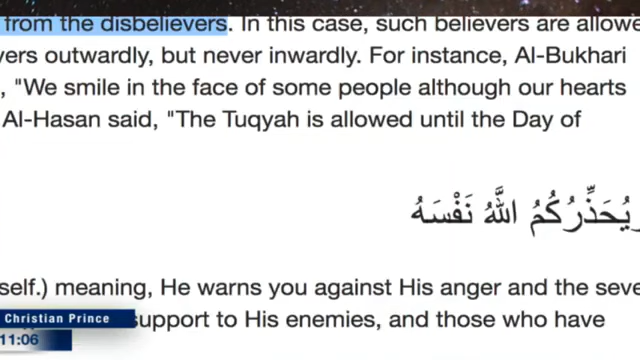 from the disbelievers. In this case, such believers are allowe
vers outwardly, but never inwardly. For instance, Al-Bukhari
, "We smile in the face of some people although our hearts
Al-Hasan said, "The Tuqyah is allowed until the Day of
وَيُحَذِّرُكُمُ اللَّهُ نَفْسَهُ
self.) meaning, He warns you against His anger and the seve
Christian Prince support to His enemies, and those who have
11:06